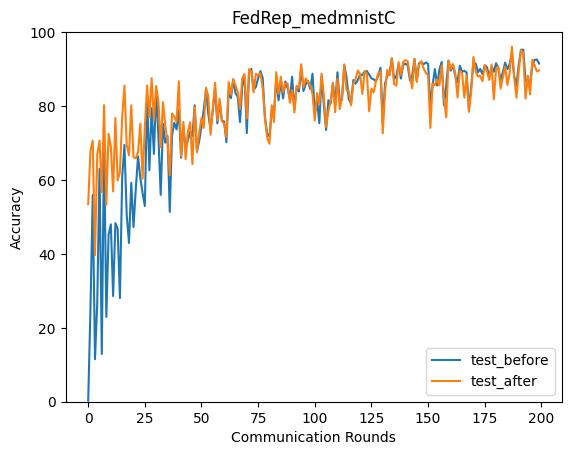 FedRep_medmnistC
100
80
60
40
20
0
Accuracy
0 25 50 75 100 125 150 175 200
Communication Rounds
test_before
test_after